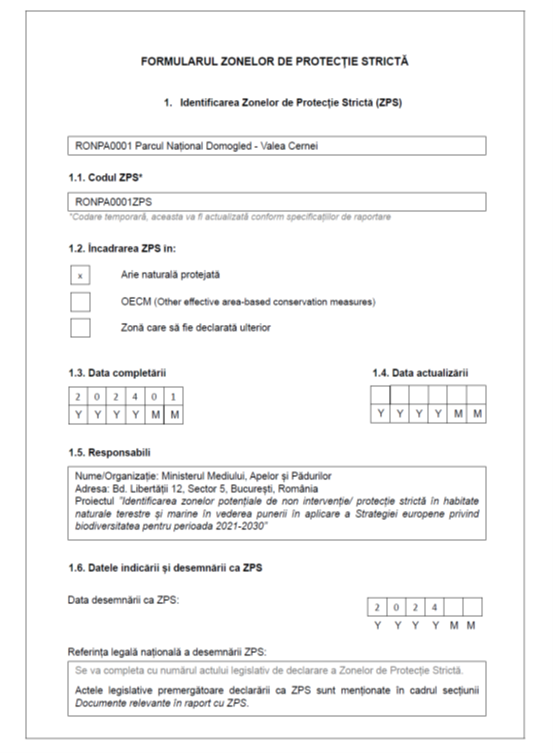 FORMULARUL ZONELOR DE PROTECȚIE STRICTĂ
1. Identificarea Zonelor de Protecție Strictă (ZPS)
RONPA0001 Parcul Național Domogled - Valea Cernei
1.1. Codul ZPS*
RONPA0001ZPS
*Codare temporară, aceasta va fi actualizată conform specificațiilor de raportare
1.2. Încadrarea ZPS în:
x Arie naturală protejată
OECM (Other effective area-based conservation measures)
Zonă care să fie declarată ulterior
1.3. Data completării
1.4. Data actualizării
2 0 2 4 0 1
Y Y Y Y M M
Y Y Y Y M M
1.5. Responsabili
Nume/Organizație: Ministerul Mediului, Apelor și Pădurilor
Adresa: Bd. Libertății 12, Sector 5, București, România
Proiectul "Identificarea zonelor potențiale de non intervenție/ protecție strictă în habitate
naturale terestre și marine în vederea punerii în aplicare a Strategiei europene privind
biodiversitatea pentru perioada 2021-2030"
1.6. Datele indicării și desemnării ca ZPS
Data desemnării ca ZPS:
2 0 2 4
Y Y Y Y M M
Referința legală națională a desemnării ZPS:
Se va completa cu numărul actului legislativ de declarare a Zonelor de Protecție Strictă.
Actele legislative premergătoare declarării ca ZPS sunt menționate în cadrul secțiunii
Documente relevante în raport cu ZPS.